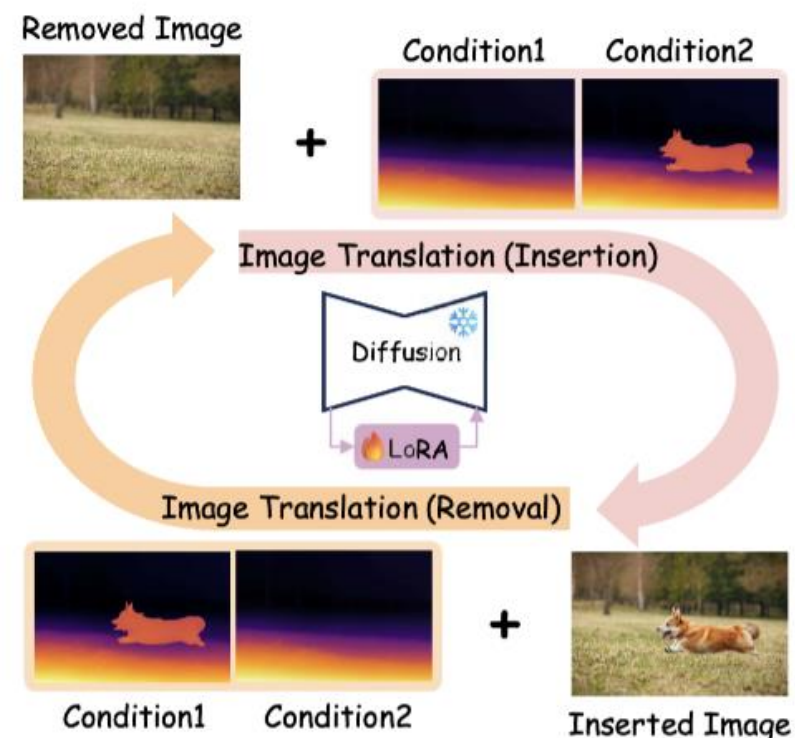 Removed Image
Condition1
Condition2
+
Image Translation (Insertion)
Diffusion
LoRA
Image Translation (Removal)
+
Condition1
Condition2
Inserted Image